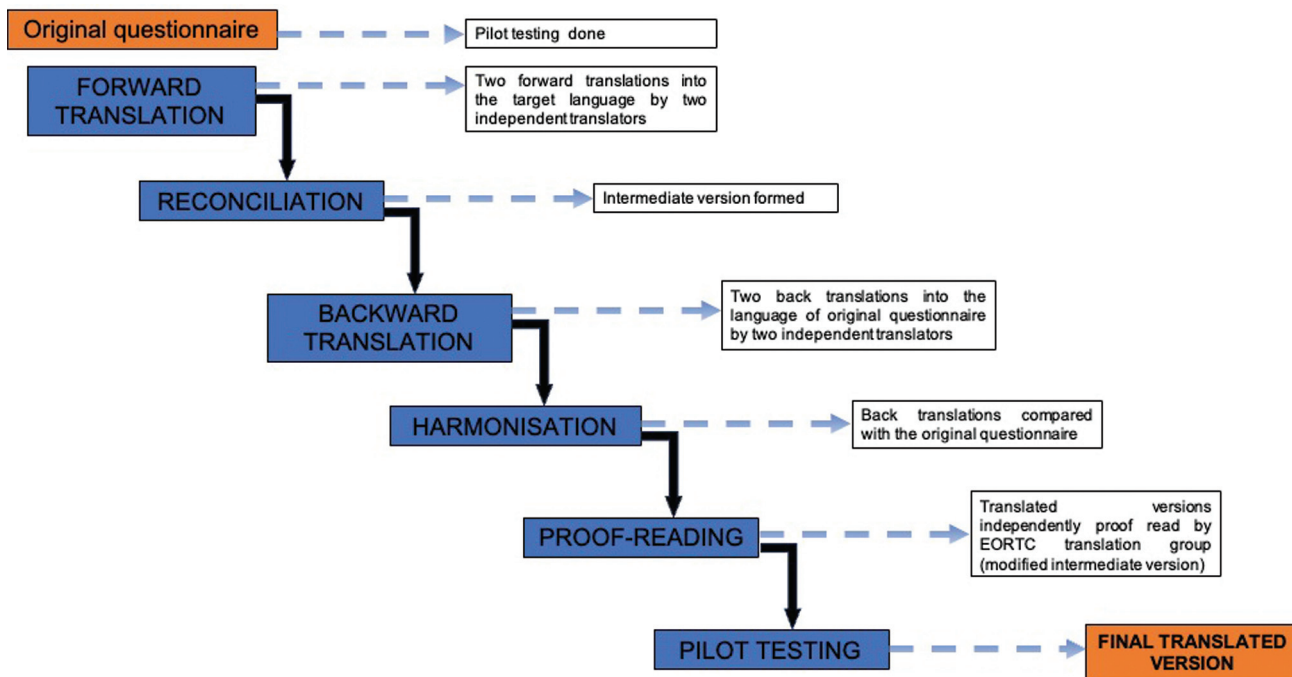 Original questionnaire
Pilot testing done
FORWARD
TRANSLATION
Two forward translations into
the target language by two
independent translators
RECONCILIATION
Intermediate version formed
BACKWARD
TRANSLATION
Two back translations into the
language of original questionnaire
by two independent translators
HARMONISATION
Back translations compared
with the original questionnaire
PROOF-READING
Translated versions
independently proof read by
EORTC translation group
(modified intermediate version)
PILOT TESTING
FINAL TRANSLATED
VERSION